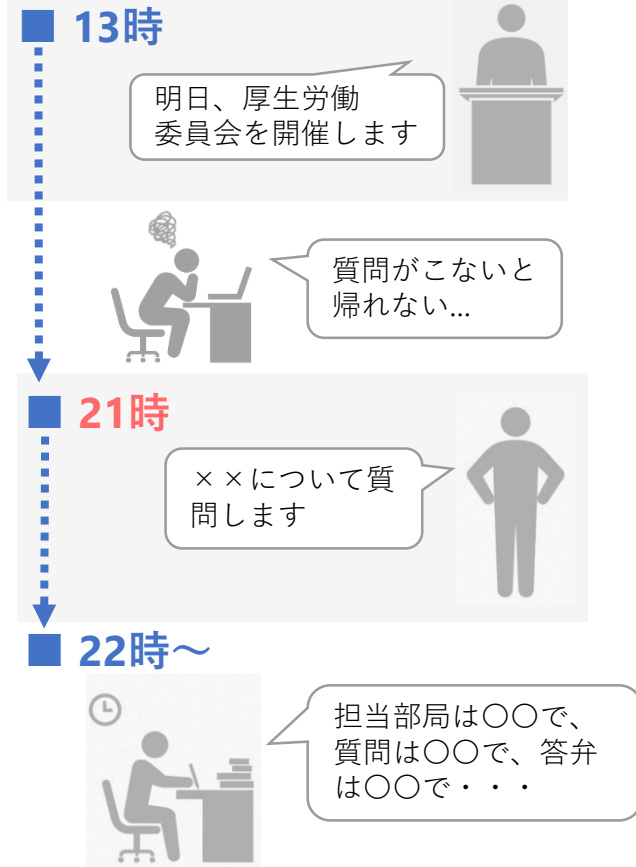 ■ 13時
明日、厚生労働
委員会を開催します
質問がこないと
帰れない...
■ 21時
××について質
問します
■ 22時～
担当部局は〇〇で、
質問は〇〇で、答弁
は〇〇で・・・